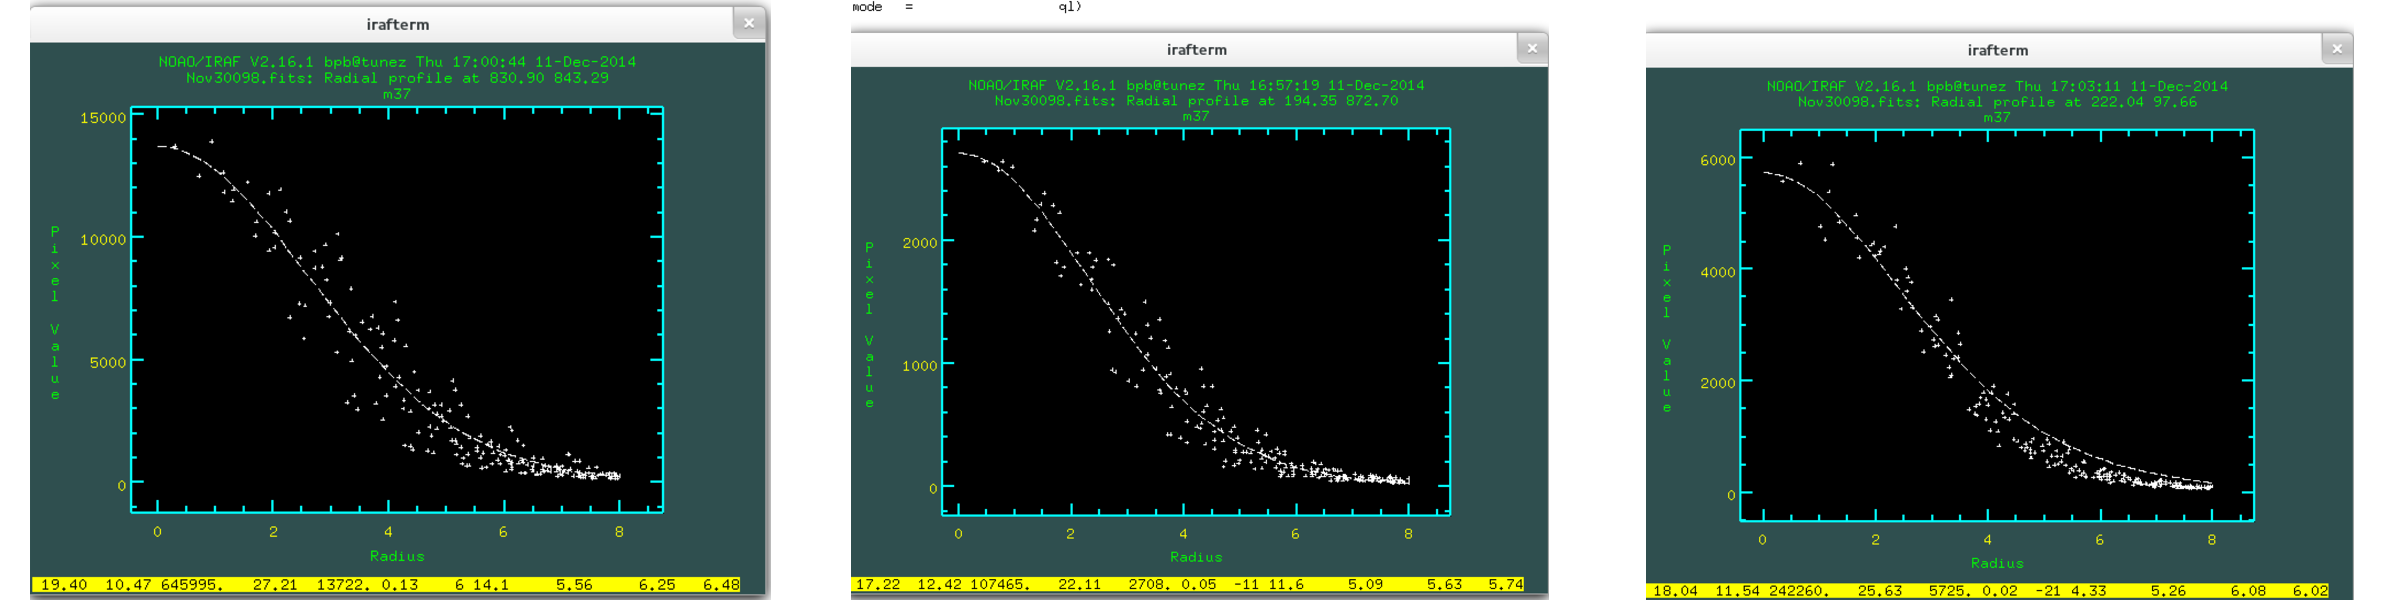 irafterm
NOAO/IRAF V2.16.1 bpb@tunez Thu 17:00:44 11-Dec-2014
Nov30098.fits: Radial profile at 830.90 843.29
m37
15000
10000
5000
0
Pixel Value
0 2 4 6 8
Radius
19.40 10.47 645995. 27.21 13722. 0.13 6 14.1 5.56 6.25 6.48
mode = ql)
irafterm
NOAO/IRAF V2.16.1 bpb@tunez Thu 16:57:19 11-Dec-2014
Nov30098.fits: Radial profile at 194.35 872.70
m37
2000
1000
0
Pixel Value
0 2 4 6 8
Radius
17.22 12.42 107465. 22.11 2708. 0.05 -11 11.6 5.09 5.63 5.74
irafterm
NOAO/IRAF V2.16.1 bpb@tunez Thu 17:03:11 11-Dec-2014
Nov30098.fits: Radial profile at 222.04 97.66
m37
6000
4000
2000
0
Pixel Value
0 2 4 6 8
Radius
18.04 11.54 242260. 25.63 5725. 0.02 -21 4.33 5.26 6.08 6.02